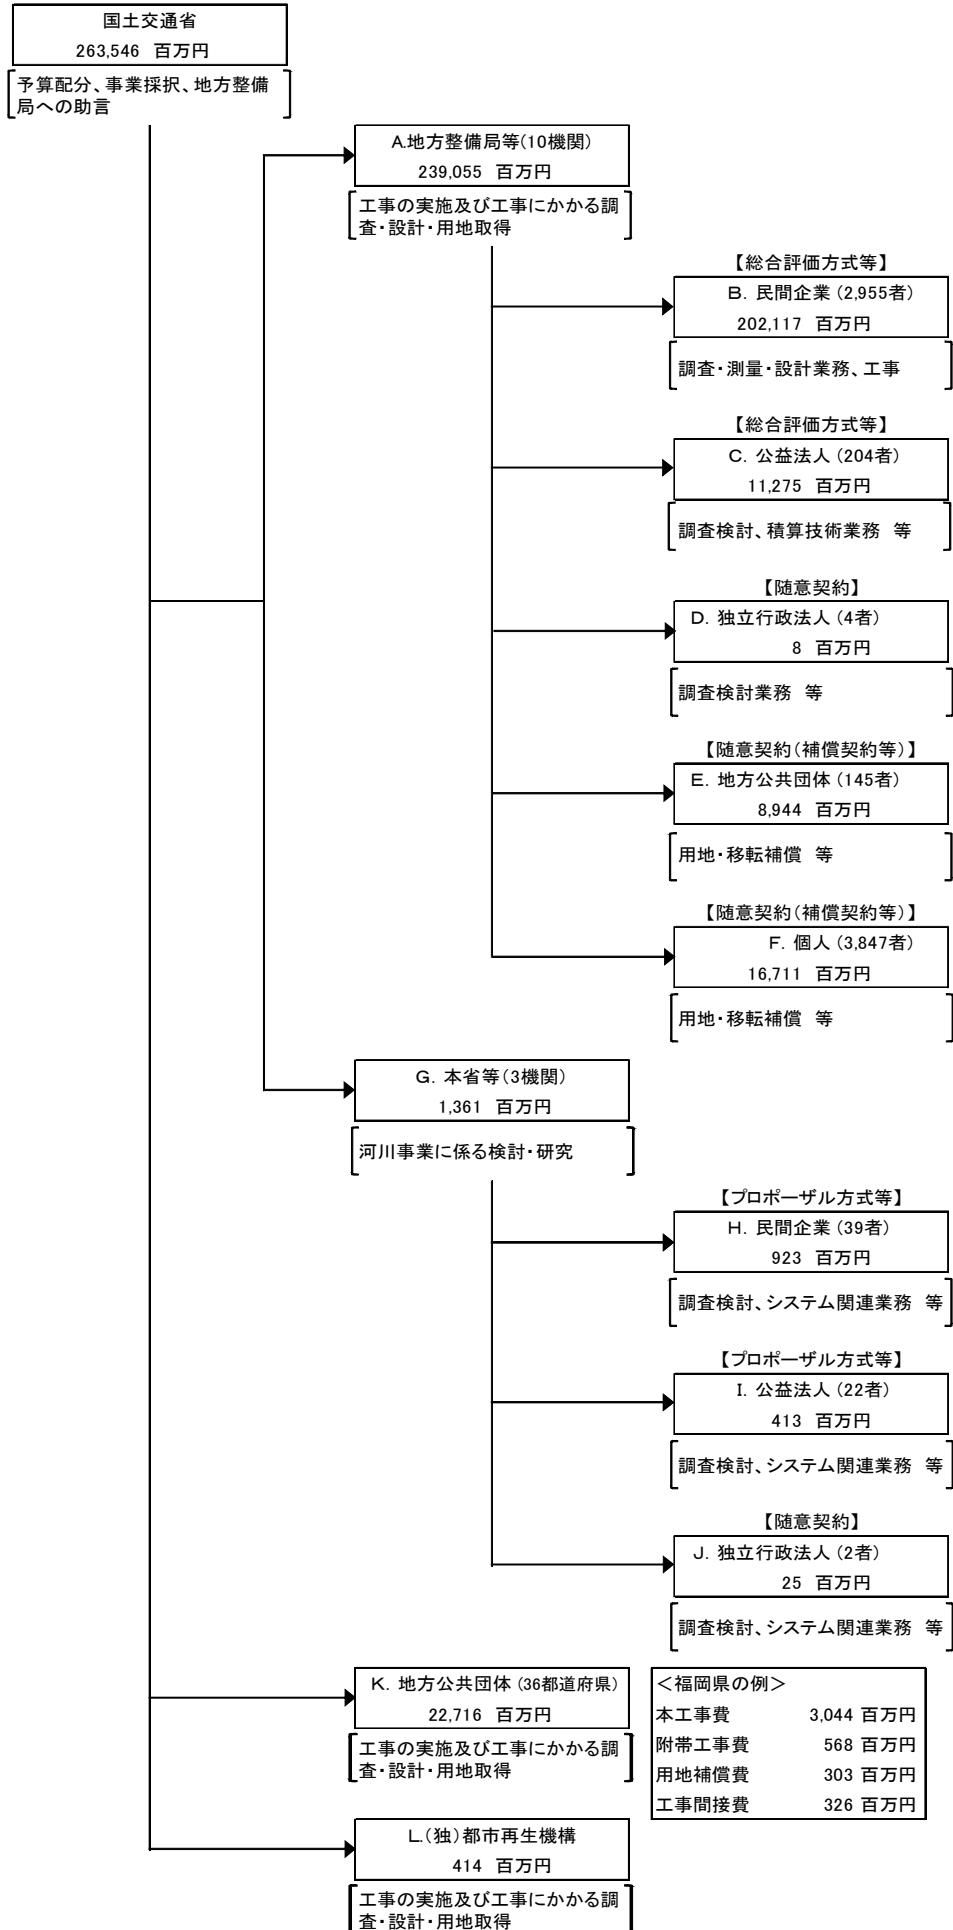 国土交通省
263,546 百万円
予算配分、事業採択、地方整備
局への助言
A.地方整備局等(10機関)
239,055 百万円
工事の実施及び工事にかかる調
査・設計・用地取得
【総合評価方式等】
B. 民間企業 (2,955者)
202,117 百万円
調査・測量・設計業務、工事
【総合評価方式等】
C. 公益法人 (204者)
11,275 百万円
調査検討、積算技術業務 等
【随意契約】
D. 独立行政法人 (4者)
8 百万円
調査検討業務 等
【随意契約(補償契約等)】
E. 地方公共団体 (145者)
8,944 百万円
用地・移転補償 等
【随意契約(補償契約等)】
F. 個人 (3,847者)
16,711 百万円
用地・移転補償 等
G. 本省等(3機関)
1,361 百万円
河川事業に係る検討・研究
【プロポーザル方式等】
H. 民間企業 (39者)
923 百万円
調査検討、システム関連業務 等
【プロポーザル方式等】
I. 公益法人 (22者)
413 百万円
調査検討、システム関連業務 等
【随意契約】
J. 独立行政法人 (2者)
25 百万円
調査検討、システム関連業務 等
K. 地方公共団体 (36都道府県)
22,716 百万円
工事の実施及び工事にかかる調
査・設計・用地取得
＜福岡県の例＞
本工事費 3,044 百万円
附帯工事費 568 百万円
用地補償費 303 百万円
工事間接費 326 百万円
L.(独)都市再生機構
414 百万円
工事の実施及び工事にかかる調
査・設計・用地取得